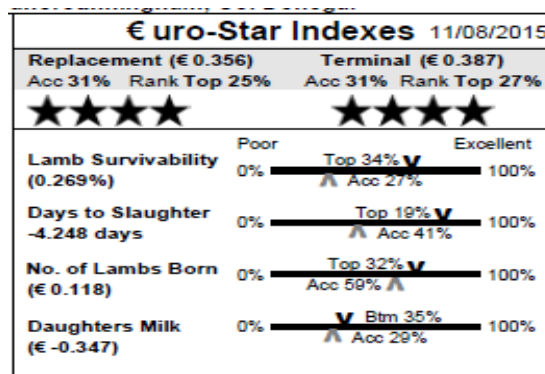 €uro-Star Indexes 11/08/2015
Replacement (€ 0.356) Terminal (€ 0.387)
Acc 31% Rank Top 25% Acc 31% Rank Top 27%
Poor Excellent
Lamb Survivability
(0.269%)
0% Top 34% 100%
Acc 27%
Days to Slaughter
-4.248 days
0% Top 19% 100%
Acc 41%
No. of Lambs Born
(€ 0.118)
0% Top 32% 100%
Acc 59%
Daughters Milk
(€ -0.347)
0% Btm 35% 100%
Acc 29%